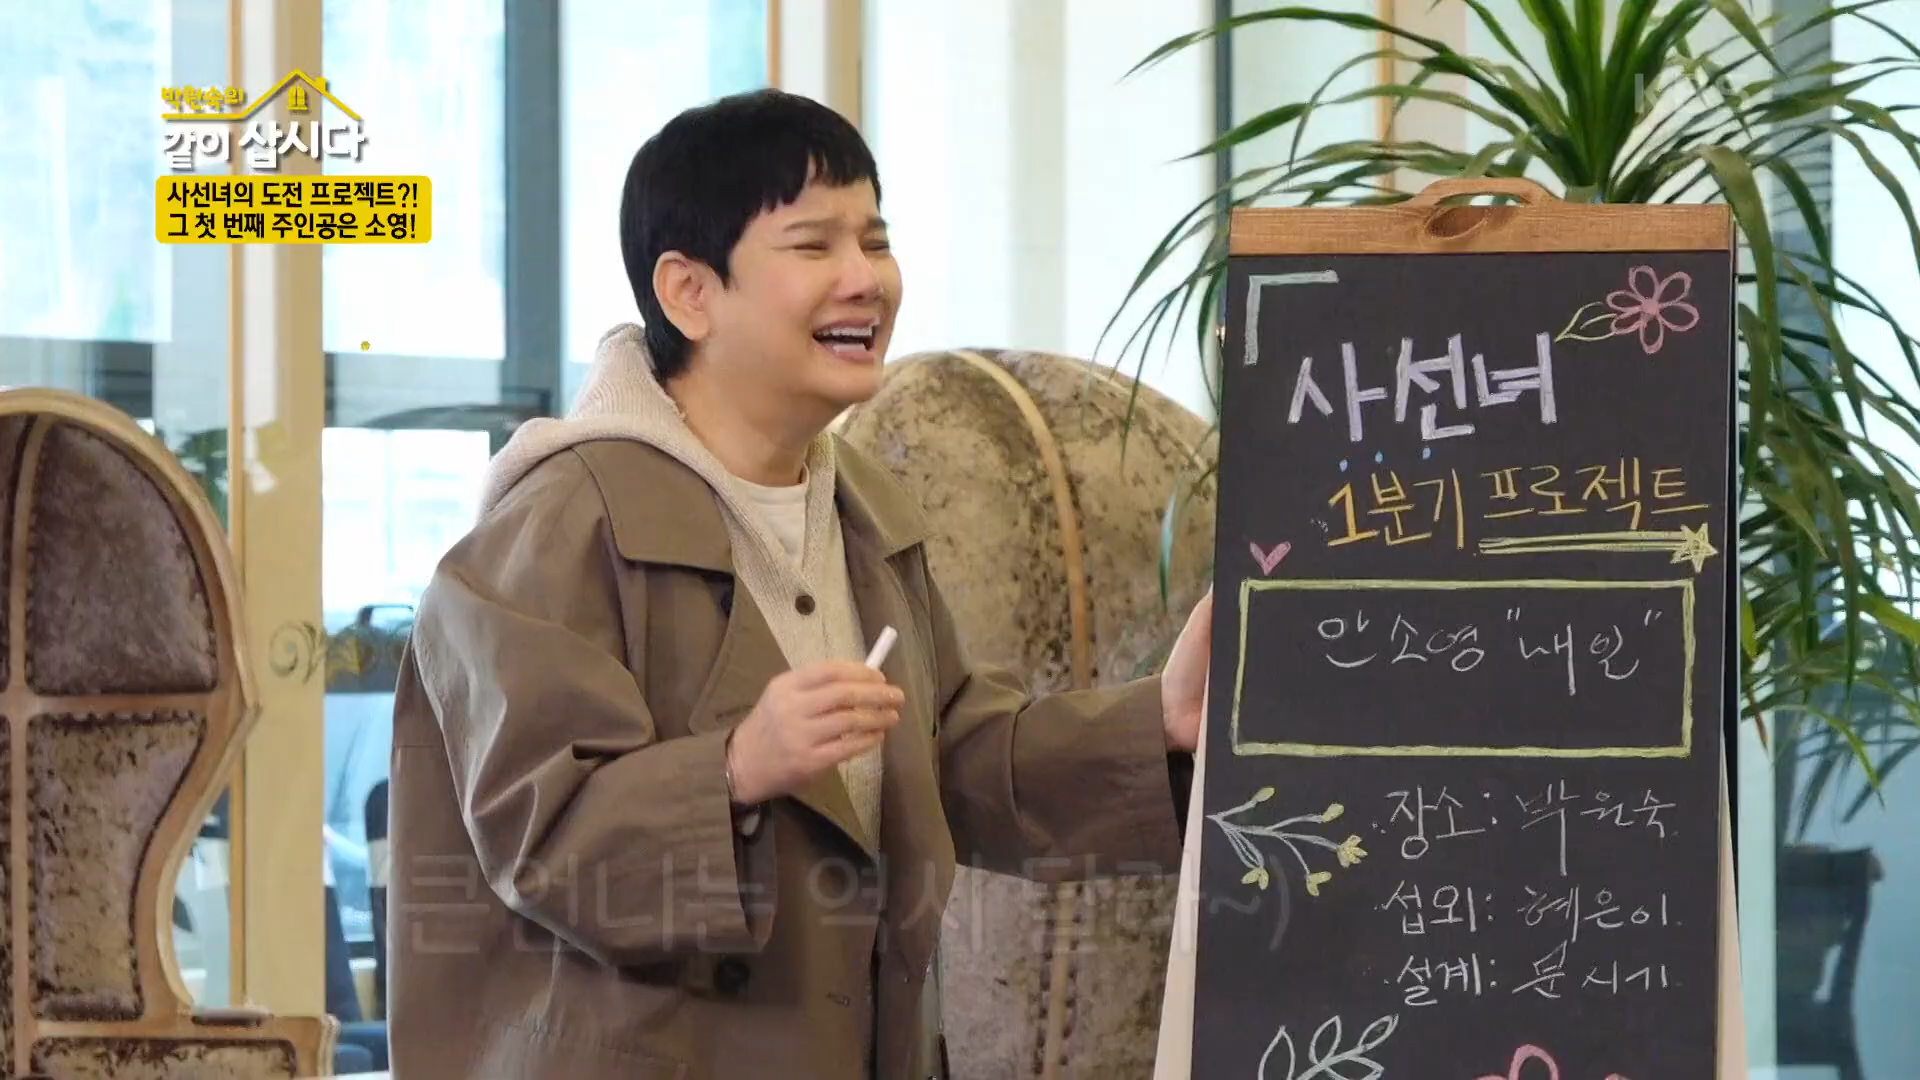 박원숙의
같이 삽시다
사선녀의 도전 프로젝트?!
그 첫 번째 주인공은 소영!
KBS
사선녀
1분기 프로젝트
안소영 "내일"
장소: 박원숙
섭외: 혜은이
설계: 문시기
(큰언니는 역시 달라~)